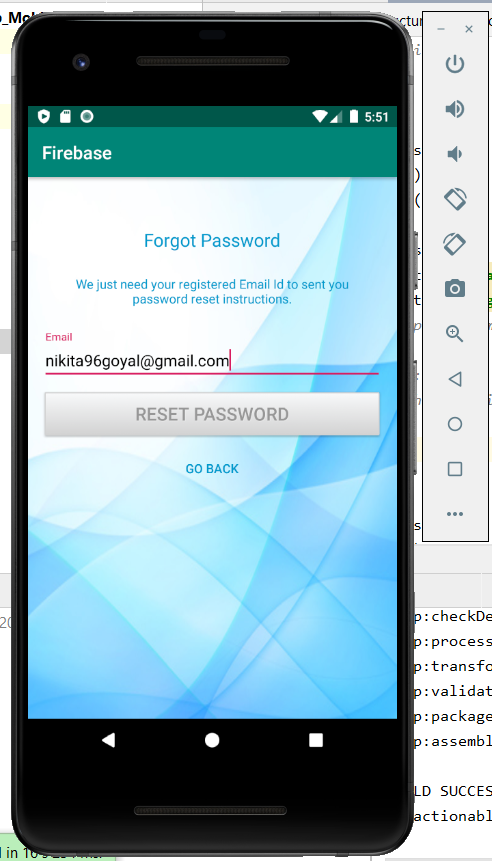 5:51
Firebase
Forgot Password
We just need your registered Email Id to sent you
password reset instructions.
Email
nikita96goyal@gmail.com
RESET PASSWORD
GO BACK
p:checkDe
p:process
p:transfo
p:validat
p:package
p:assembl
LD SUCCES
actionabl